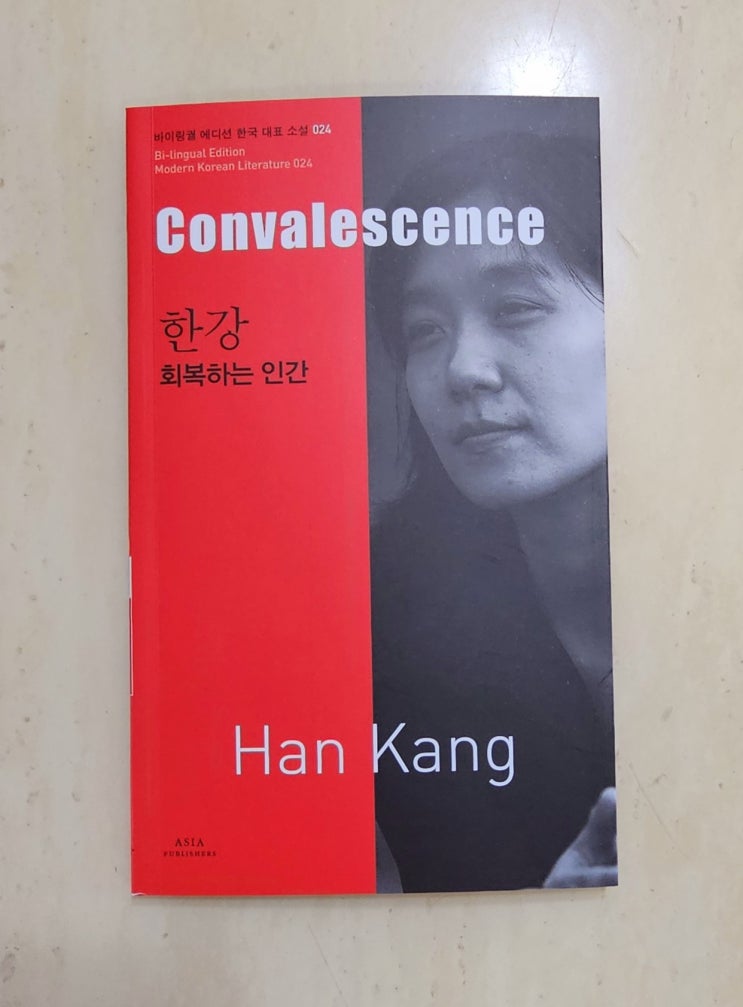 바이링궐 에디션 한국 대표 소설 024
Bi-lingual Edition
Modern Korean Literature 024
Convalescence
한강
회복하는 인간
Han Kang
ASIA
PUBLISHERS